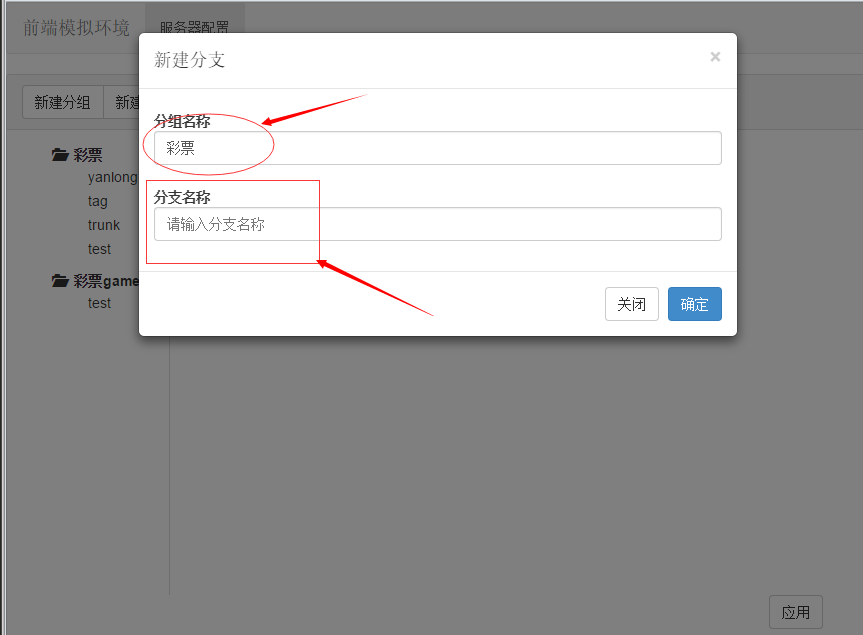 前端模拟环境
服务器配置
新建分支
×
新建分组
新建
分组名称
彩票
彩票
yanlong
tag
分支名称
trunk
请输入分支名称
test
彩票game
test
关闭
确定
应用